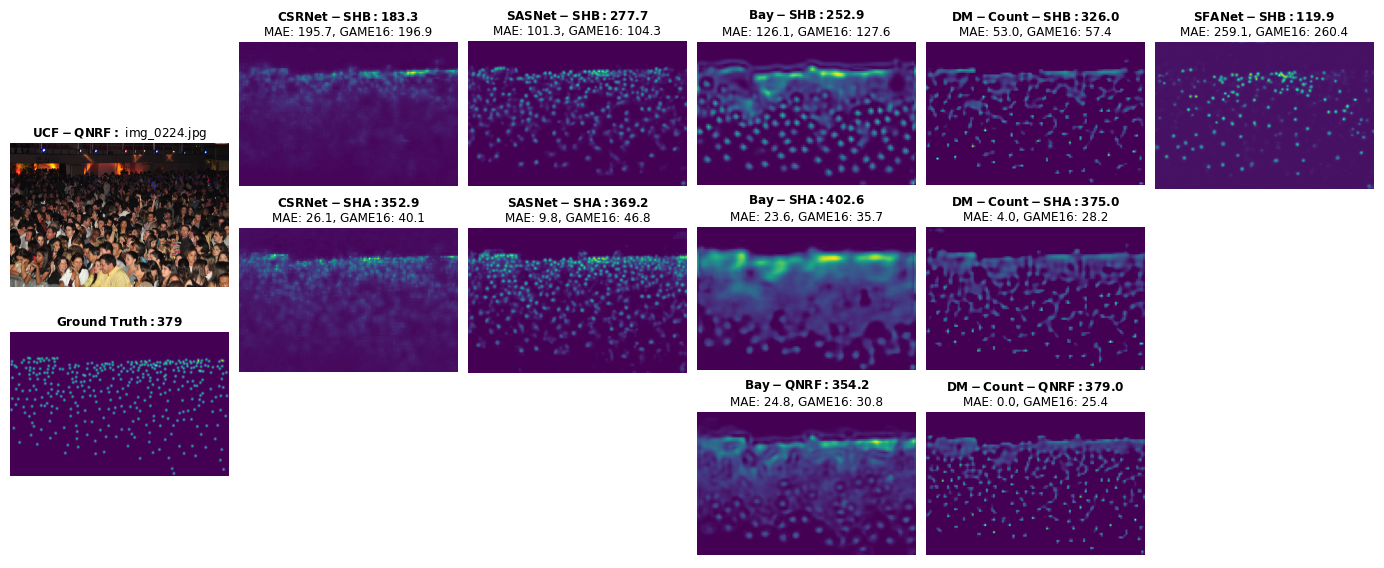 CSRNet−SHB: 183.3
MAE: 195.7, GAME16: 196.9
SASNet−SHB: 277.7
MAE: 101.3, GAME16: 104.3
Bay−SHB: 252.9
MAE: 126.1, GAME16: 127.6
DM−Count−SHB: 326.0
MAE: 53.0, GAME16: 57.4
SFANet−SHB: 119.9
MAE: 259.1, GAME16: 260.4
UCF−QNRF: img_0224.jpg
CSRNet−SHA: 352.9
MAE: 26.1, GAME16: 40.1
SASNet−SHA: 369.2
MAE: 9.8, GAME16: 46.8
Bay−SHA: 402.6
MAE: 23.6, GAME16: 35.7
DM−Count−SHA: 375.0
MAE: 4.0, GAME16: 28.2
Ground Truth: 379
Bay−QNRF: 354.2
MAE: 24.8, GAME16: 30.8
DM−Count−QNRF: 379.0
MAE: 0.0, GAME16: 25.4